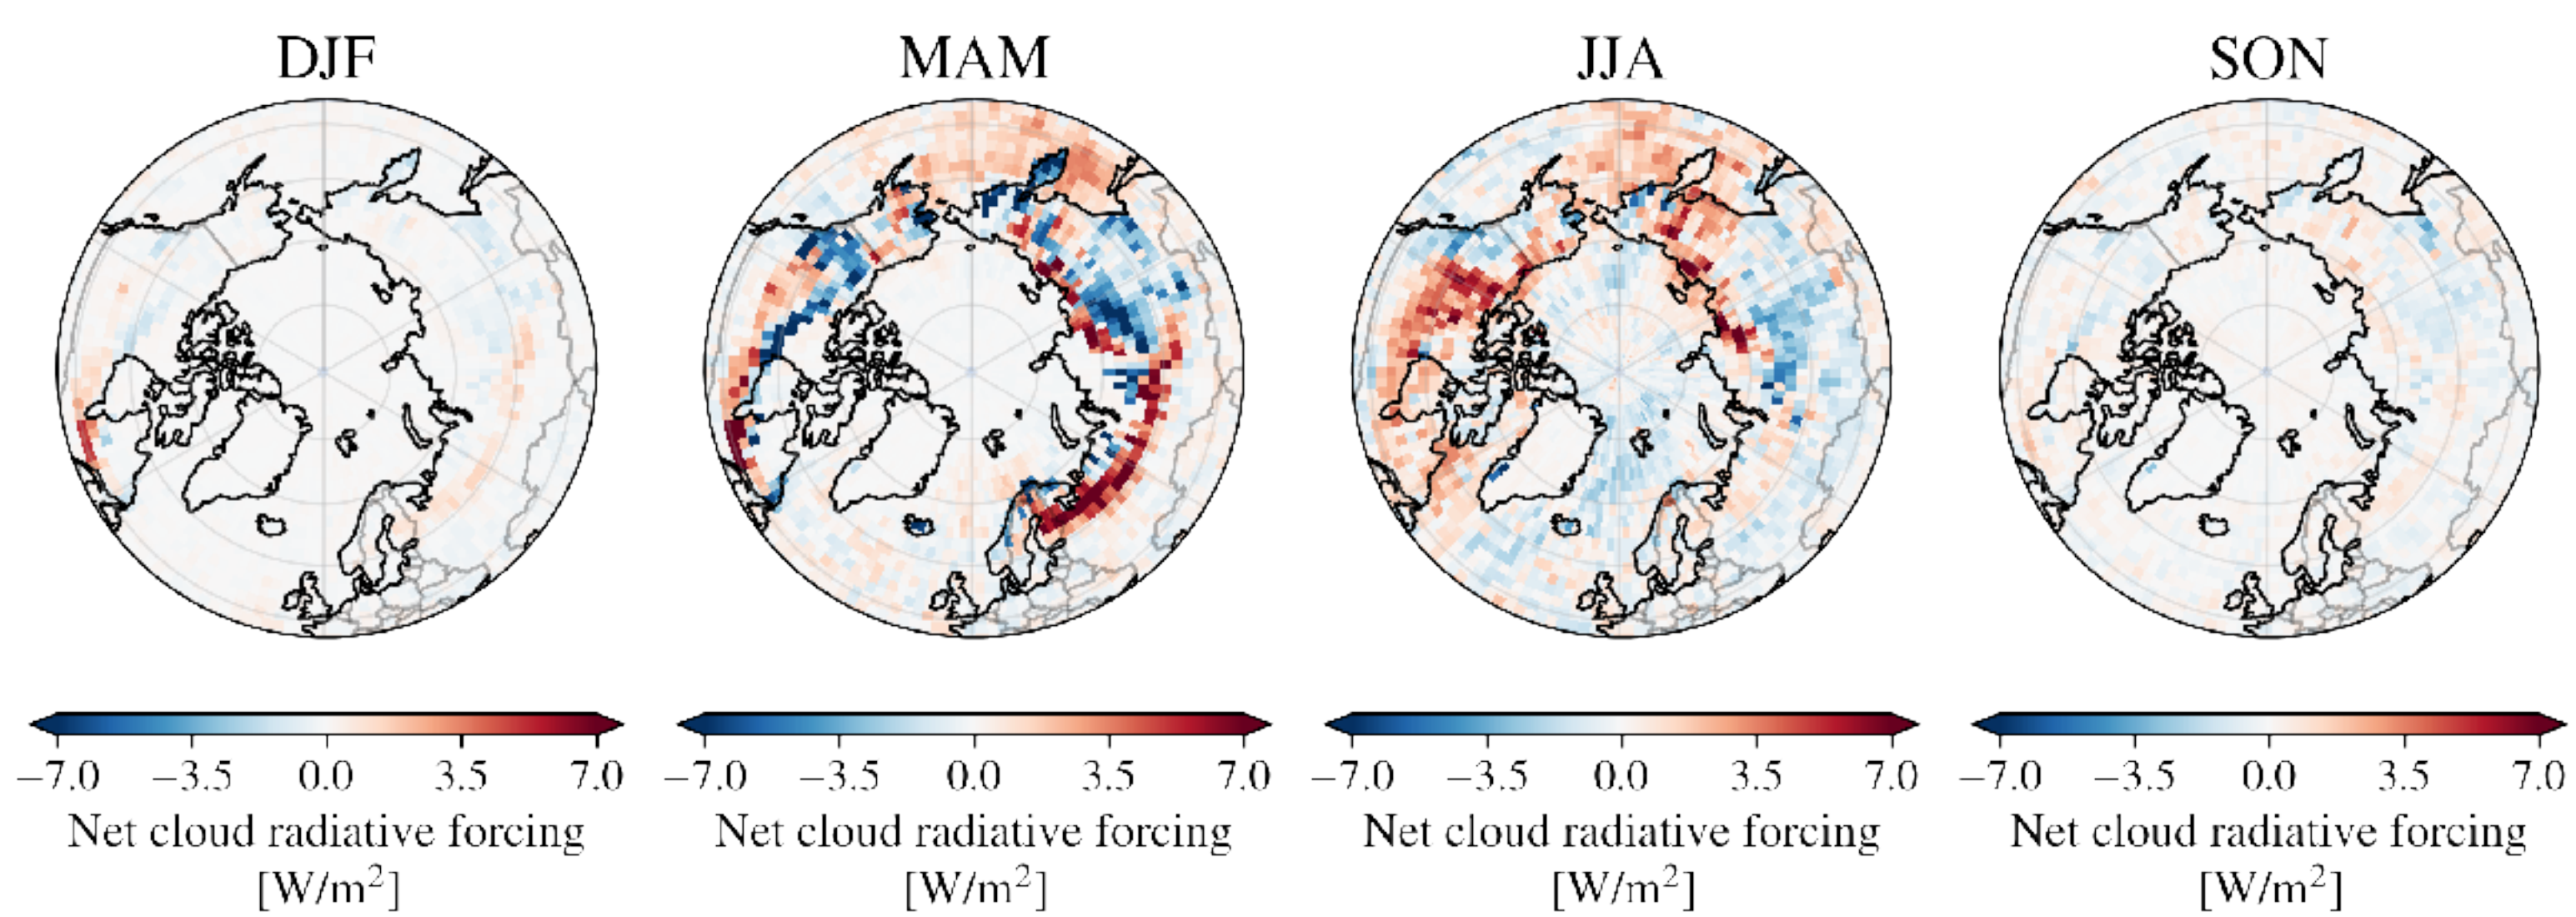 DJF MAM JJA SON
−7.0 −3.5 0.0 3.5 7.0 −7.0 −3.5 0.0 3.5 7.0 −7.0 −3.5 0.0 3.5 7.0 −7.0 −3.5 0.0 3.5 7.0
Net cloud radiative forcing Net cloud radiative forcing Net cloud radiative forcing Net cloud radiative forcing
[W/m²] [W/m²] [W/m²] [W/m²]